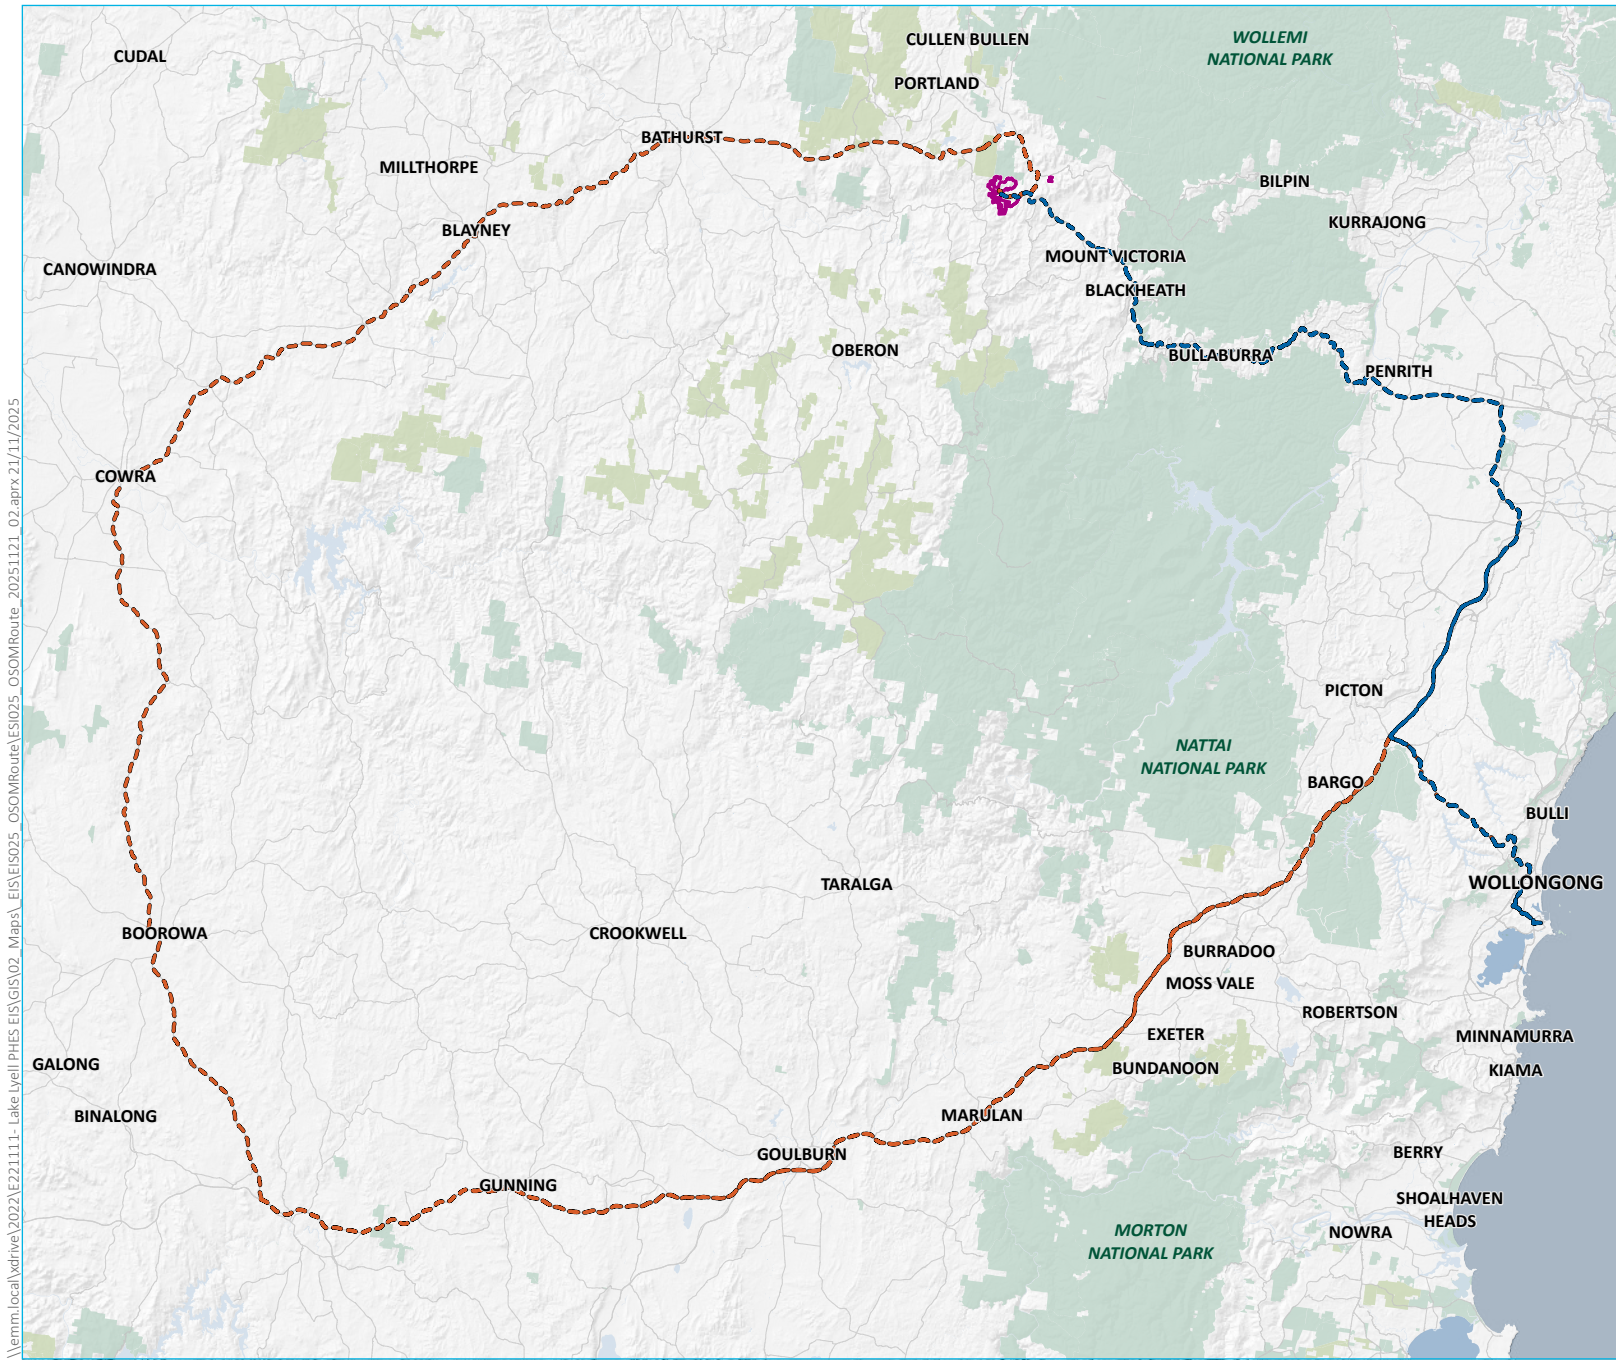 CUDAL
CULLEN BULLEN
WOLLEMI
NATIONAL PARK
PORTLAND
BATHURST
MILLTHORPE
BILPIN
KURRAJONG
BLAYNEY
MOUNT VICTORIA
CANOWINDRA
BLACKHEATH
OBERON
BULLABURRA
PENRITH
COWRA
PICTON
NATTAI
NATIONAL PARK
BARGO
BULLI
TARALGA
WOLLONGONG
BOOROWA
CROOKWELL
BURRADOO
MOSS VALE
ROBERTSON
EXETER
MINNAMURRA
GALONG
BUNDANOON
KIAMA
BINALONG
MARULAN
GOULBURN
BERRY
GUNNING
SHOALHAVEN
HEADS
MORTON
NATIONAL PARK
NOWRA
\\emm.local\xdrive\2022\E221111- Lake Lyell PHES EIS\GIS\02_Maps\_EIS\EIS025_OSOMRoute\ESI025_OSOMRoute_20251121_02.aprx 21/11/2025